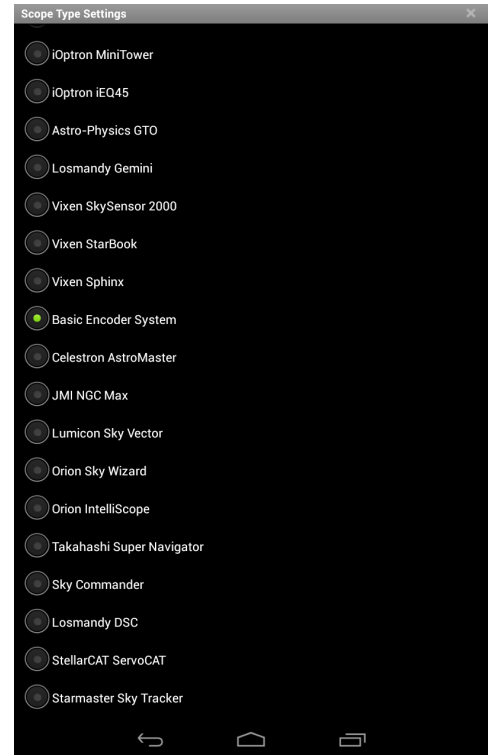 Scope Type Settings
iOptron MiniTower
iOptron iEQ45
Astro-Physics GTO
Losmandy Gemini
Vixen SkySensor 2000
Vixen StarBook
Vixen Sphinx
Basic Encoder System
Celestron AstroMaster
JMI NGC Max
Lumicon Sky Vector
Orion Sky Wizard
Orion IntelliScope
Takahashi Super Navigator
Sky Commander
Losmandy DSC
StellarCAT ServoCAT
Starmaster Sky Tracker